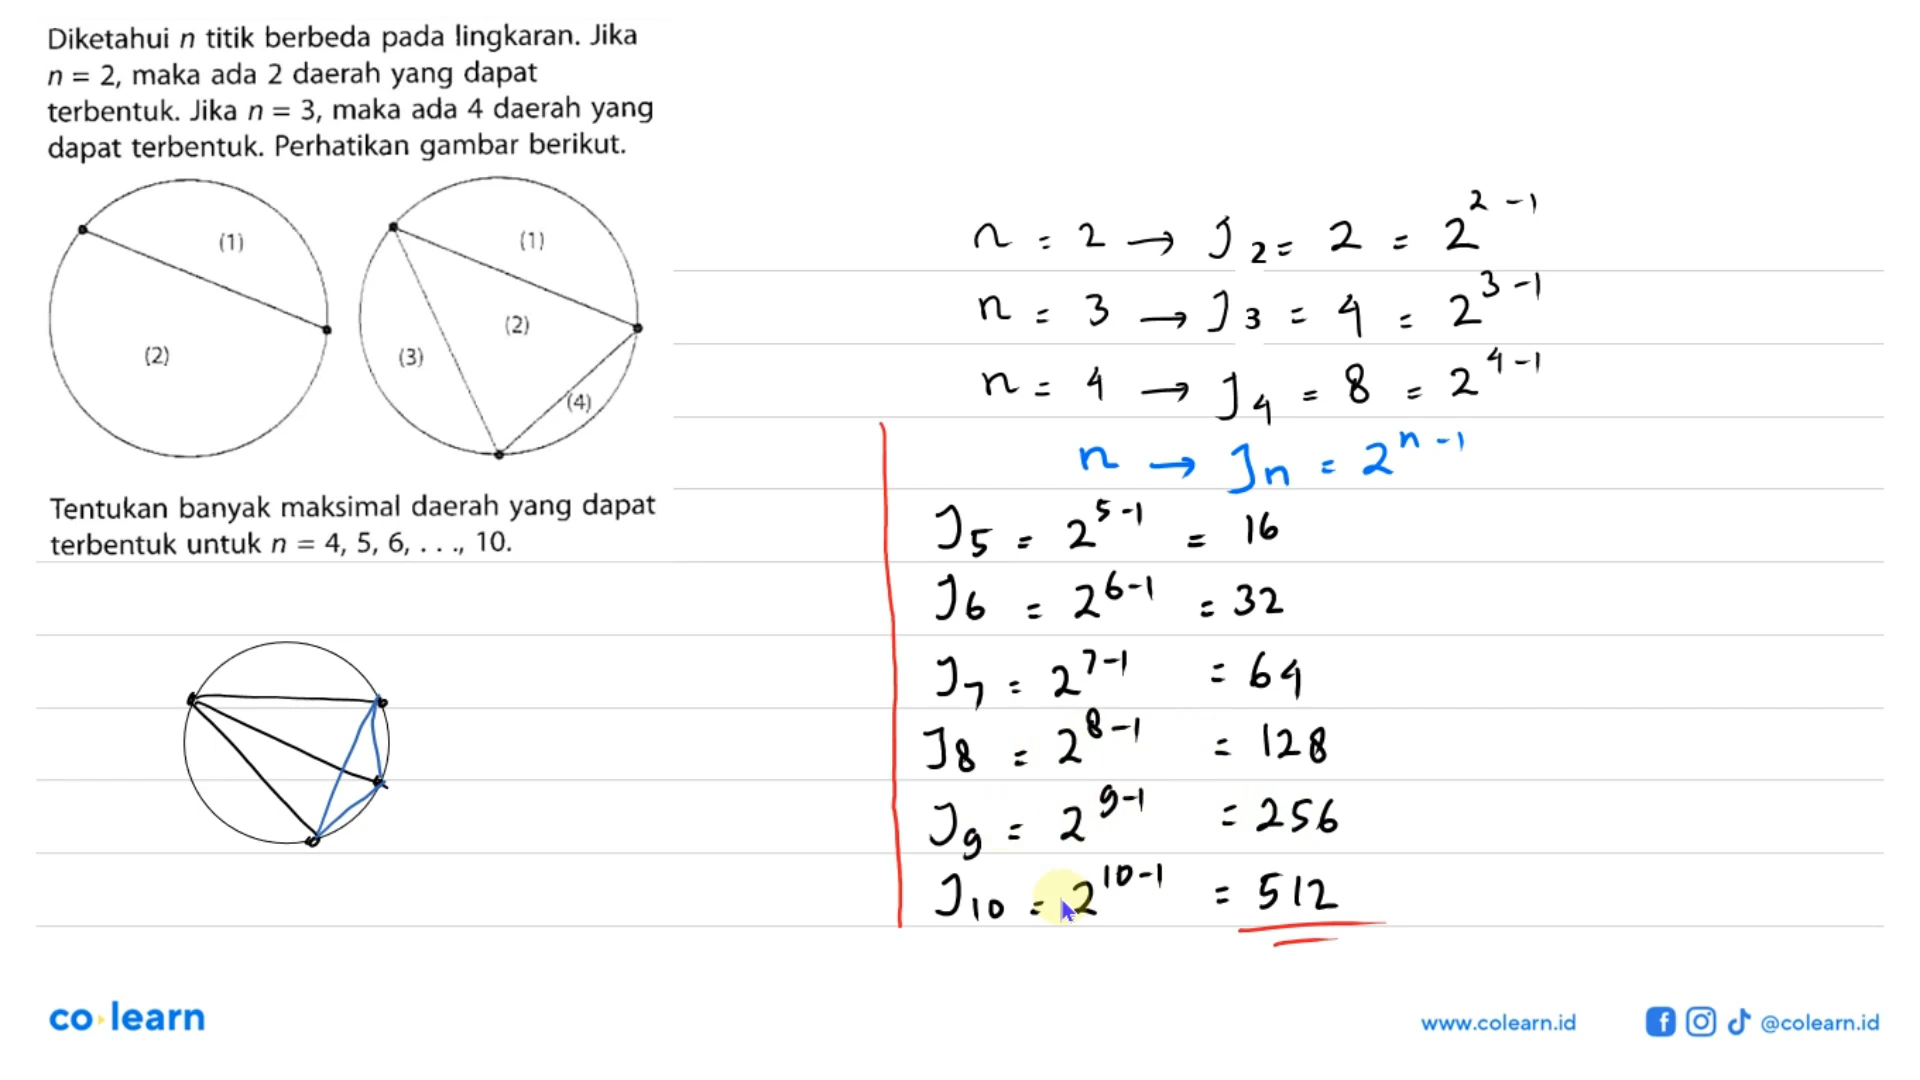 Diketahui n titik berbeda pada lingkaran. Jika
n = 2, maka ada 2 daerah yang dapat
terbentuk. Jika n = 3, maka ada 4 daerah yang
dapat terbentuk. Perhatikan gambar berikut.
(1)
(2)
(1)
(2)
(3)
(4)
Tentukan banyak maksimal daerah yang dapat
terbentuk untuk n = 4, 5, 6, . . ., 10.
n = 2 → J₂ = 2 = 2^{2-1}
n = 3 → J₃ = 4 = 2^{3-1}
n = 4 → J₄ = 8 = 2^{4-1}
n → Jn = 2^{n-1}
J₅ = 2^{5-1} = 16
J₆ = 2^{6-1} = 32
J₇ = 2^{7-1} = 64
J₈ = 2^{8-1} = 128
J₉ = 2^{9-1} = 256
J₁₀ = 2^{10-1} = 512
co learn
www.colearn.id
@colearn.id